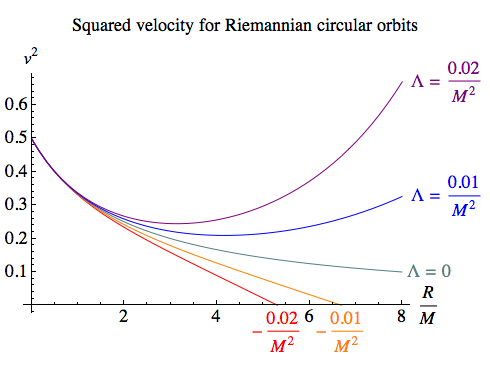 Squared velocity for Riemannian circular orbits
v²
Λ = 0.02/M²
0.6
0.5
0.4
0.3
0.2
0.1
Λ = 0.01/M²
Λ = 0
R/M
2
4
6
8
− 0.02/M²
− 0.01/M²